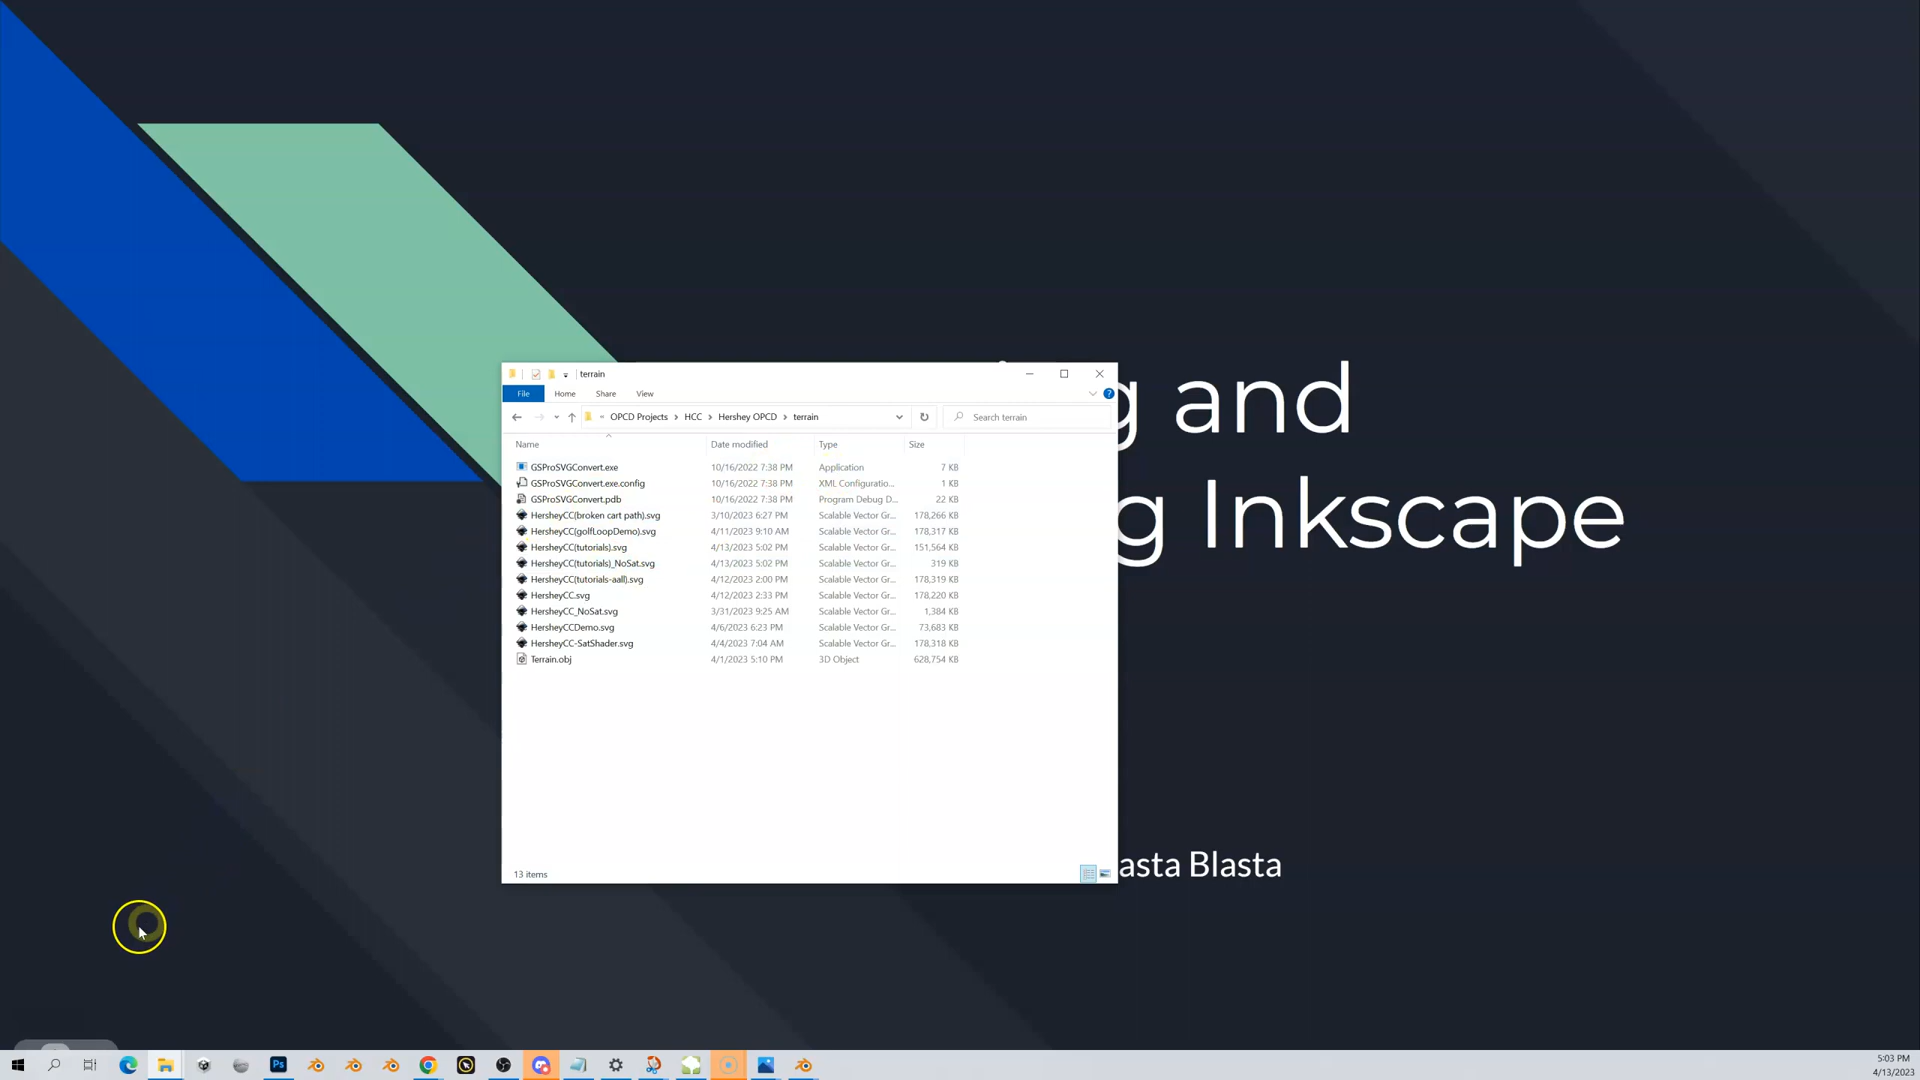 g and
g Inkscape
asta Blasta
terrain
File Home Share View
« OPCD Projects > HCC > Hershey OPCD > terrain
Search terrain
Name Date modified Type Size
GSProSVGConvert.exe 10/16/2022 7:38 PM Application 7 KB
GSProSVGConvert.exe.config 10/16/2022 7:38 PM XML Configuratio... 1 KB
GSProSVGConvert.pdb 10/16/2022 7:38 PM Program Debug D... 22 KB
HersheyCC(broken cart path).svg 3/10/2023 6:27 PM Scalable Vector Gr... 178,266 KB
HersheyCC(golfLoopDemo).svg 4/11/2023 9:10 AM Scalable Vector Gr... 178,317 KB
HersheyCC(tutorials).svg 4/13/2023 5:02 PM Scalable Vector Gr... 151,564 KB
HersheyCC(tutorials)_NoSat.svg 4/13/2023 5:02 PM Scalable Vector Gr... 319 KB
HersheyCC(tutorials-aall).svg 4/12/2023 2:00 PM Scalable Vector Gr... 178,319 KB
HersheyCC.svg 4/12/2023 2:33 PM Scalable Vector Gr... 178,220 KB
HersheyCC_NoSat.svg 3/31/2023 9:25 AM Scalable Vector Gr... 1,384 KB
HersheyCCDemo.svg 4/6/2023 6:23 PM Scalable Vector Gr... 73,683 KB
HersheyCC-SatShader.svg 4/4/2023 7:04 AM Scalable Vector Gr... 178,318 KB
Terrain.obj 4/1/2023 5:10 PM 3D Object 628,754 KB
13 items
Ps
5:03 PM
4/13/2023